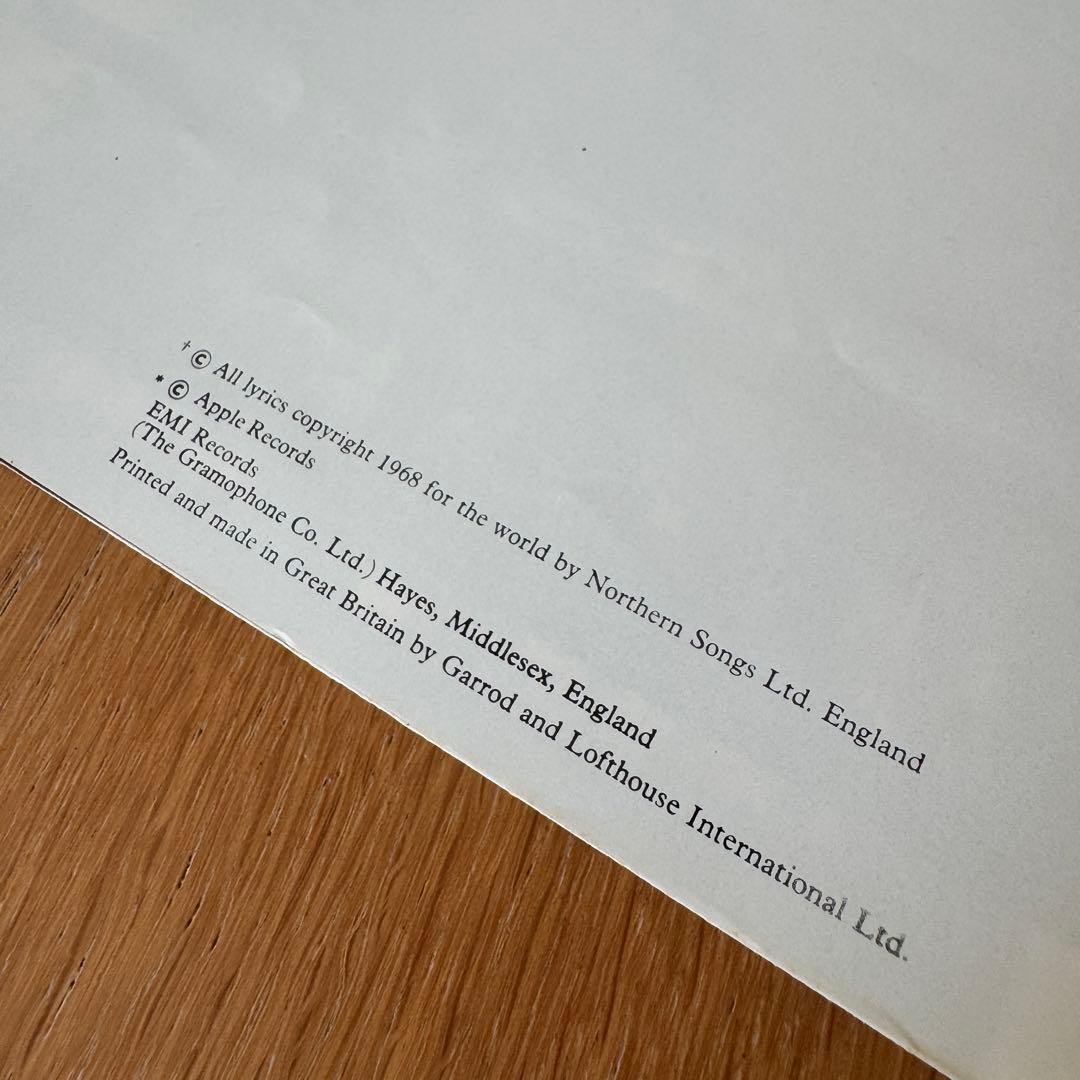 † © All lyrics copyright 1968 for the world by Northern Songs Ltd. England
* © Apple Records
EMI Records
(The Gramophone Co. Ltd.) Hayes, Middlesex, England
Printed and made in Great Britain by Garrod and Lofthouse International Ltd.